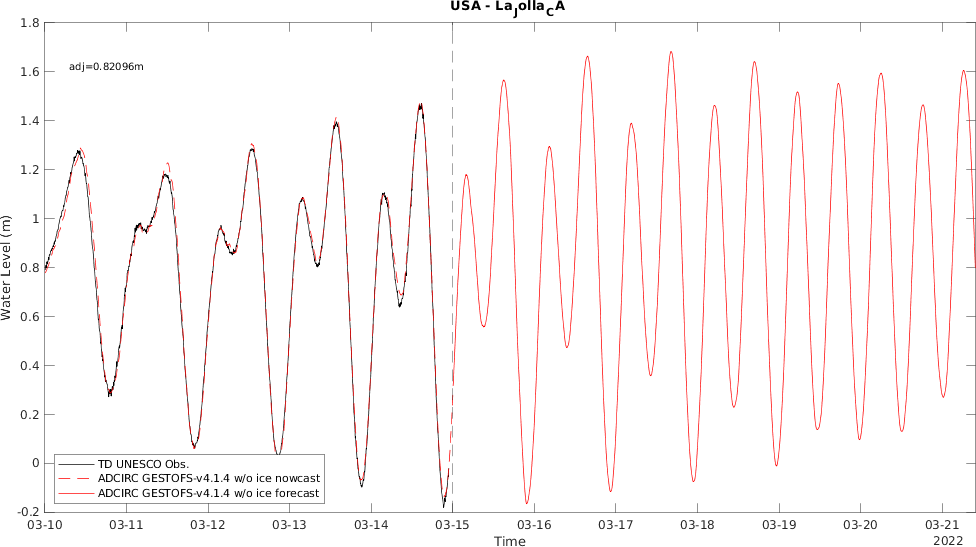 USA - LaJollaCA
adj=0.82096m
Water Level (m)
1.8
1.6
1.4
1.2
1
0.8
0.6
0.4
0.2
0
-0.2
TD UNESCO Obs.
ADCIRC GESTOFS-v4.1.4 w/o ice nowcast
ADCIRC GESTOFS-v4.1.4 w/o ice forecast
03-10 03-11 03-12 03-13 03-14 03-15 03-16 03-17 03-18 03-19 03-20 03-21
Time
2022